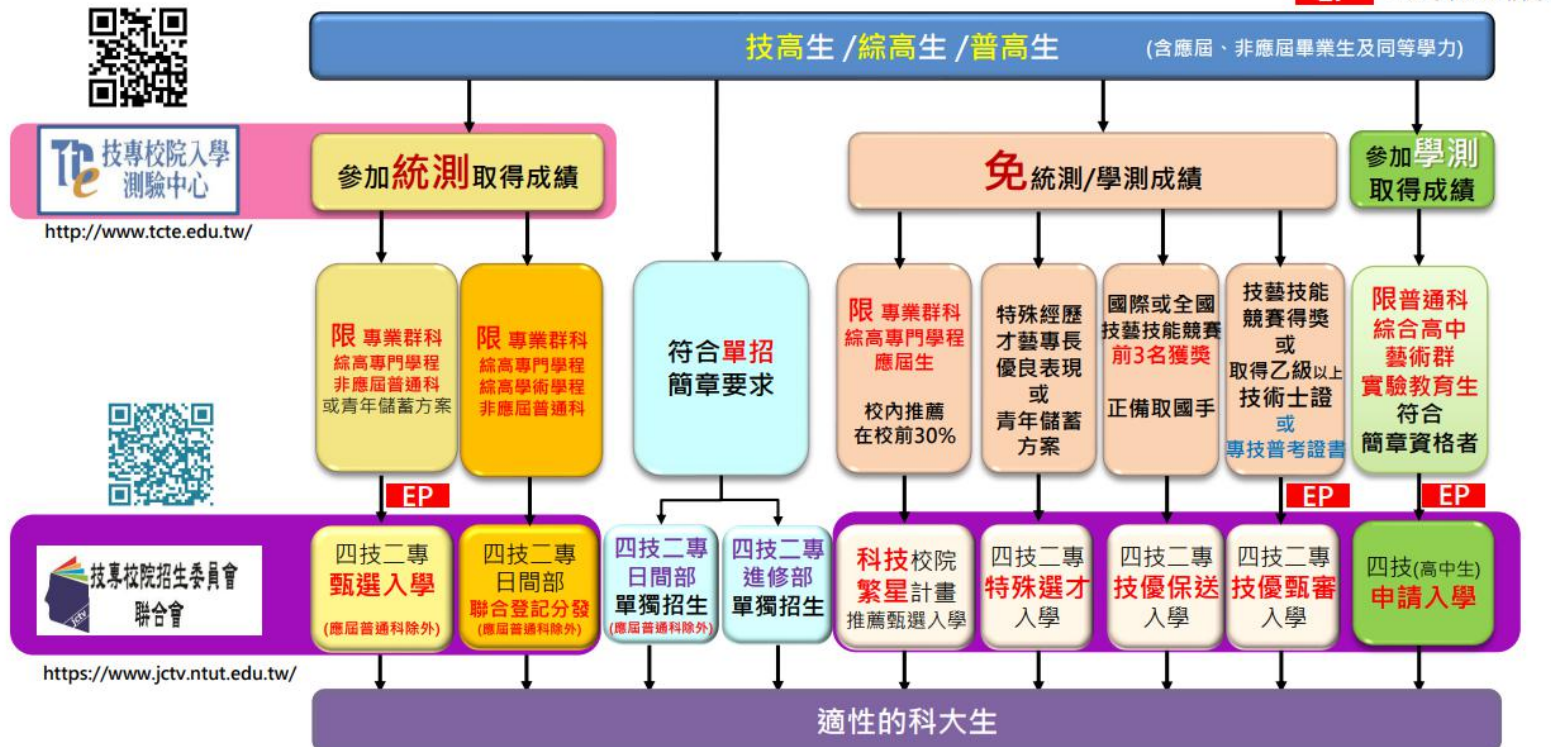 技高生 /綜高生 /普高生 (含應屆、非應屆畢業生及同等學力)
技專校院入學
測驗中心
http://www.tcte.edu.tw/
參加統測取得成績
免統測/學測成績
參加學測
取得成績
限 專業群科
綜高專門學程
非應屆普通科
或青年儲蓄方案
限 專業群科
綜高專門學程
綜高學術學程
非應屆普通科
符合單招
簡章要求
限 專業群科
綜高專門學程
應屆生
校內推薦
在校前30%
特殊經歷
才藝專長
優良表現
或
青年儲蓄
方案
國際或全國
技藝技能競賽
前3名獲獎
正備取國手
技藝技能
競賽得獎
或
取得乙級以上
技術士證
或
專技普考證書
限普通科
綜合高中
藝術群
實驗教育生
符合
簡章資格者
EP
EP
EP
技專校院招生委員會
聯合會
JCTV
https://www.jctv.ntut.edu.tw/
四技二專
甄選入學
(應屆普通科除外)
四技二專
日間部
聯合登記分發
(應屆普通科除外)
四技二專
日間部
單獨招生
(應屆普通科除外)
四技二專
進修部
單獨招生
科技校院
繁星計畫
推薦甄選入學
四技二專
特殊選才
入學
四技二專
技優保送
入學
四技二專
技優甄審
入學
四技(高中生)
申請入學
適性的科大生